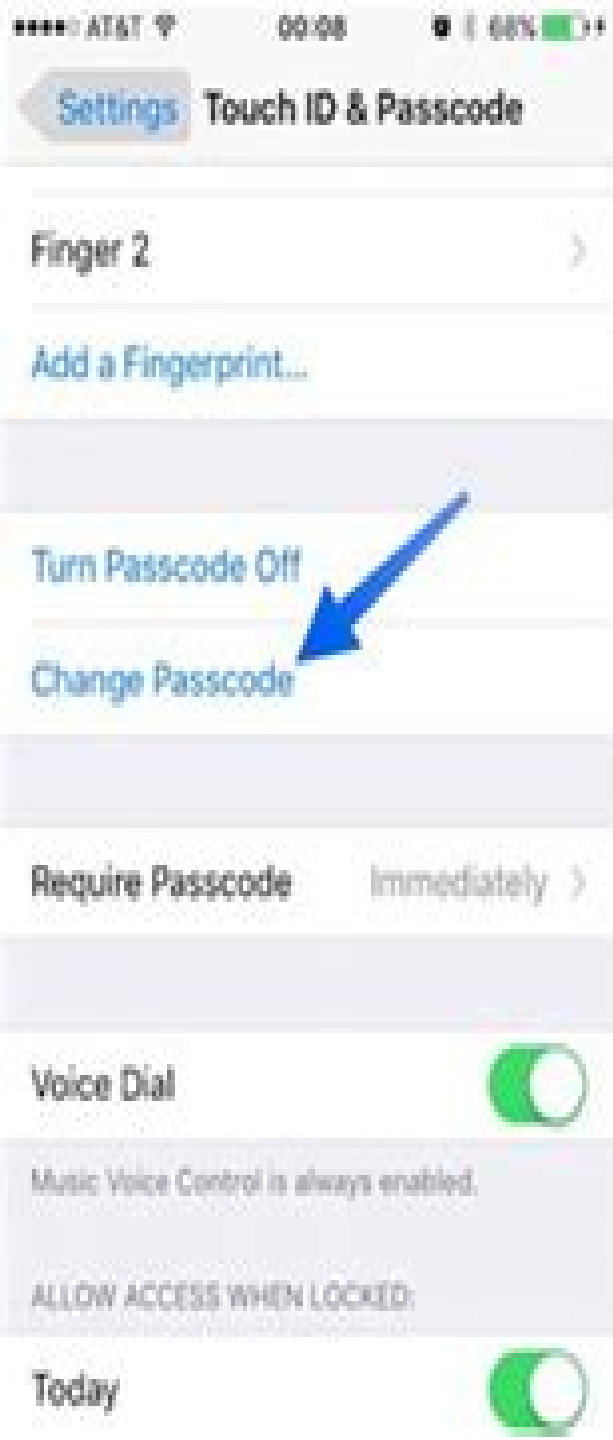 AT&T 00:08 68%
Settings Touch ID & Passcode
Finger 2
Add a Fingerprint...
Turn Passcode Off
Change Passcode
Require Passcode Immediately
Voice Dial
Music Voice Control is always enabled.
ALLOW ACCESS WHEN LOCKED:
Today